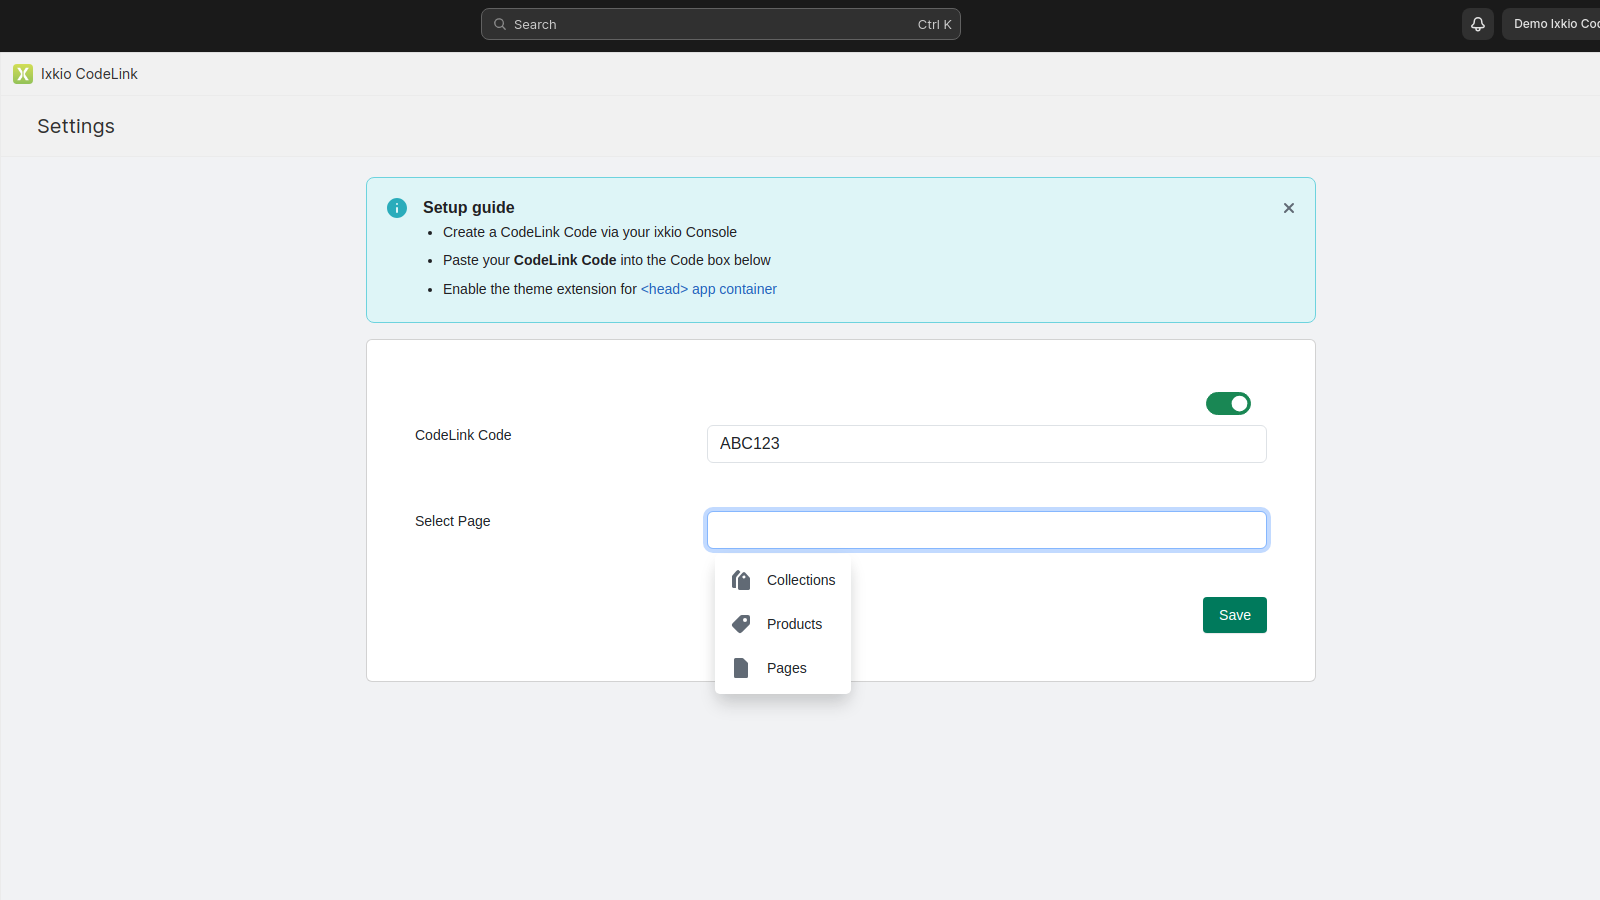 Search Ctrl K
Demo Ixkio
Ixkio CodeLink
Settings
Setup guide
Create a CodeLink Code via your ixkio Console
Paste your CodeLink Code into the Code box below
Enable the theme extension for <head> app container
CodeLink Code
ABC123
Select Page
Collections
Products
Pages
Save